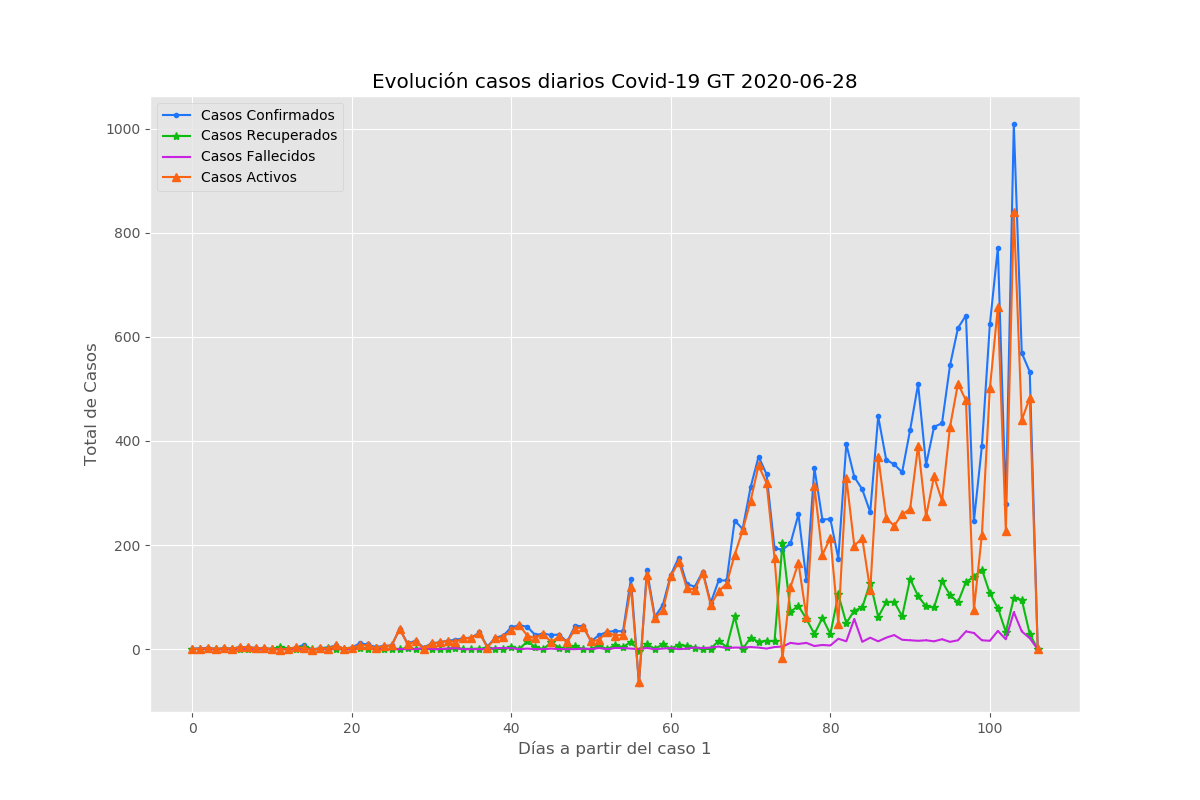 Evolución casos diarios Covid-19 GT 2020-06-28
Casos Confirmados
Casos Recuperados
Casos Fallecidos
Casos Activos
Total de Casos
1000
800
600
400
200
0
0 20 40 60 80 100
Días a partir del caso 1